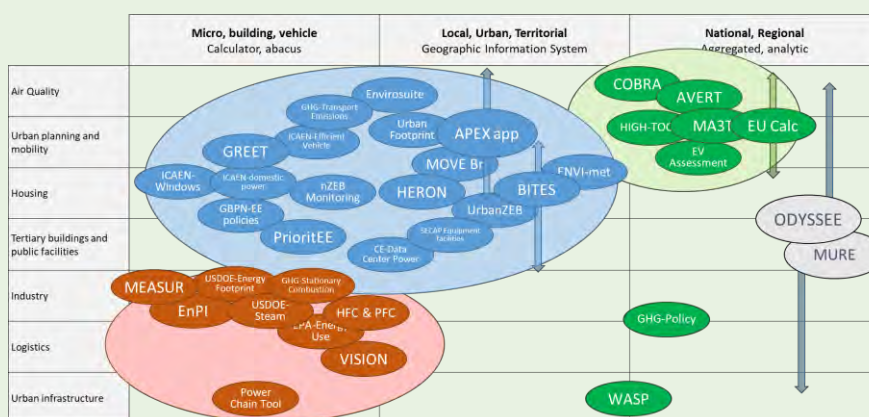 Micro, building, vehicle
Calculator, abacus
Local, Urban, Territorial
Geographic Information System
National, Regional
Aggregated, analytic
Air Quality
Urban planning and
mobility
Housing
Tertiary buildings and
public facilities
Industry
Logistics
Urban infrastructure
Envirosuite
GHG-Transport
Emissions
ICAEN-Efficient
Vehicle
Urban
Footprint
APEX app
GREET
MOVE
ENVI-met
ICAEN-
Windows
ICAEN-domestic
power
nZEB
Monitoring
HERON
BITES
GBPN-EE
policies
UrbanZEB
PrioritEE
SECAP Equipment
facilities
CE-Data
Center Power
COBRA
AVERT
HIGH-TOO
MA3T
EU Calc
EV
Assessment
ODYSSEE
MURE
MEASUR
USDOE-Energy
Footprint
GHG-Stationary
Combustion
EnPI
USDOE-
Steam
HFC & PFC
EPA-Energy
Use
VISION
GHG-Policy
Power
Chain Tool
WASP